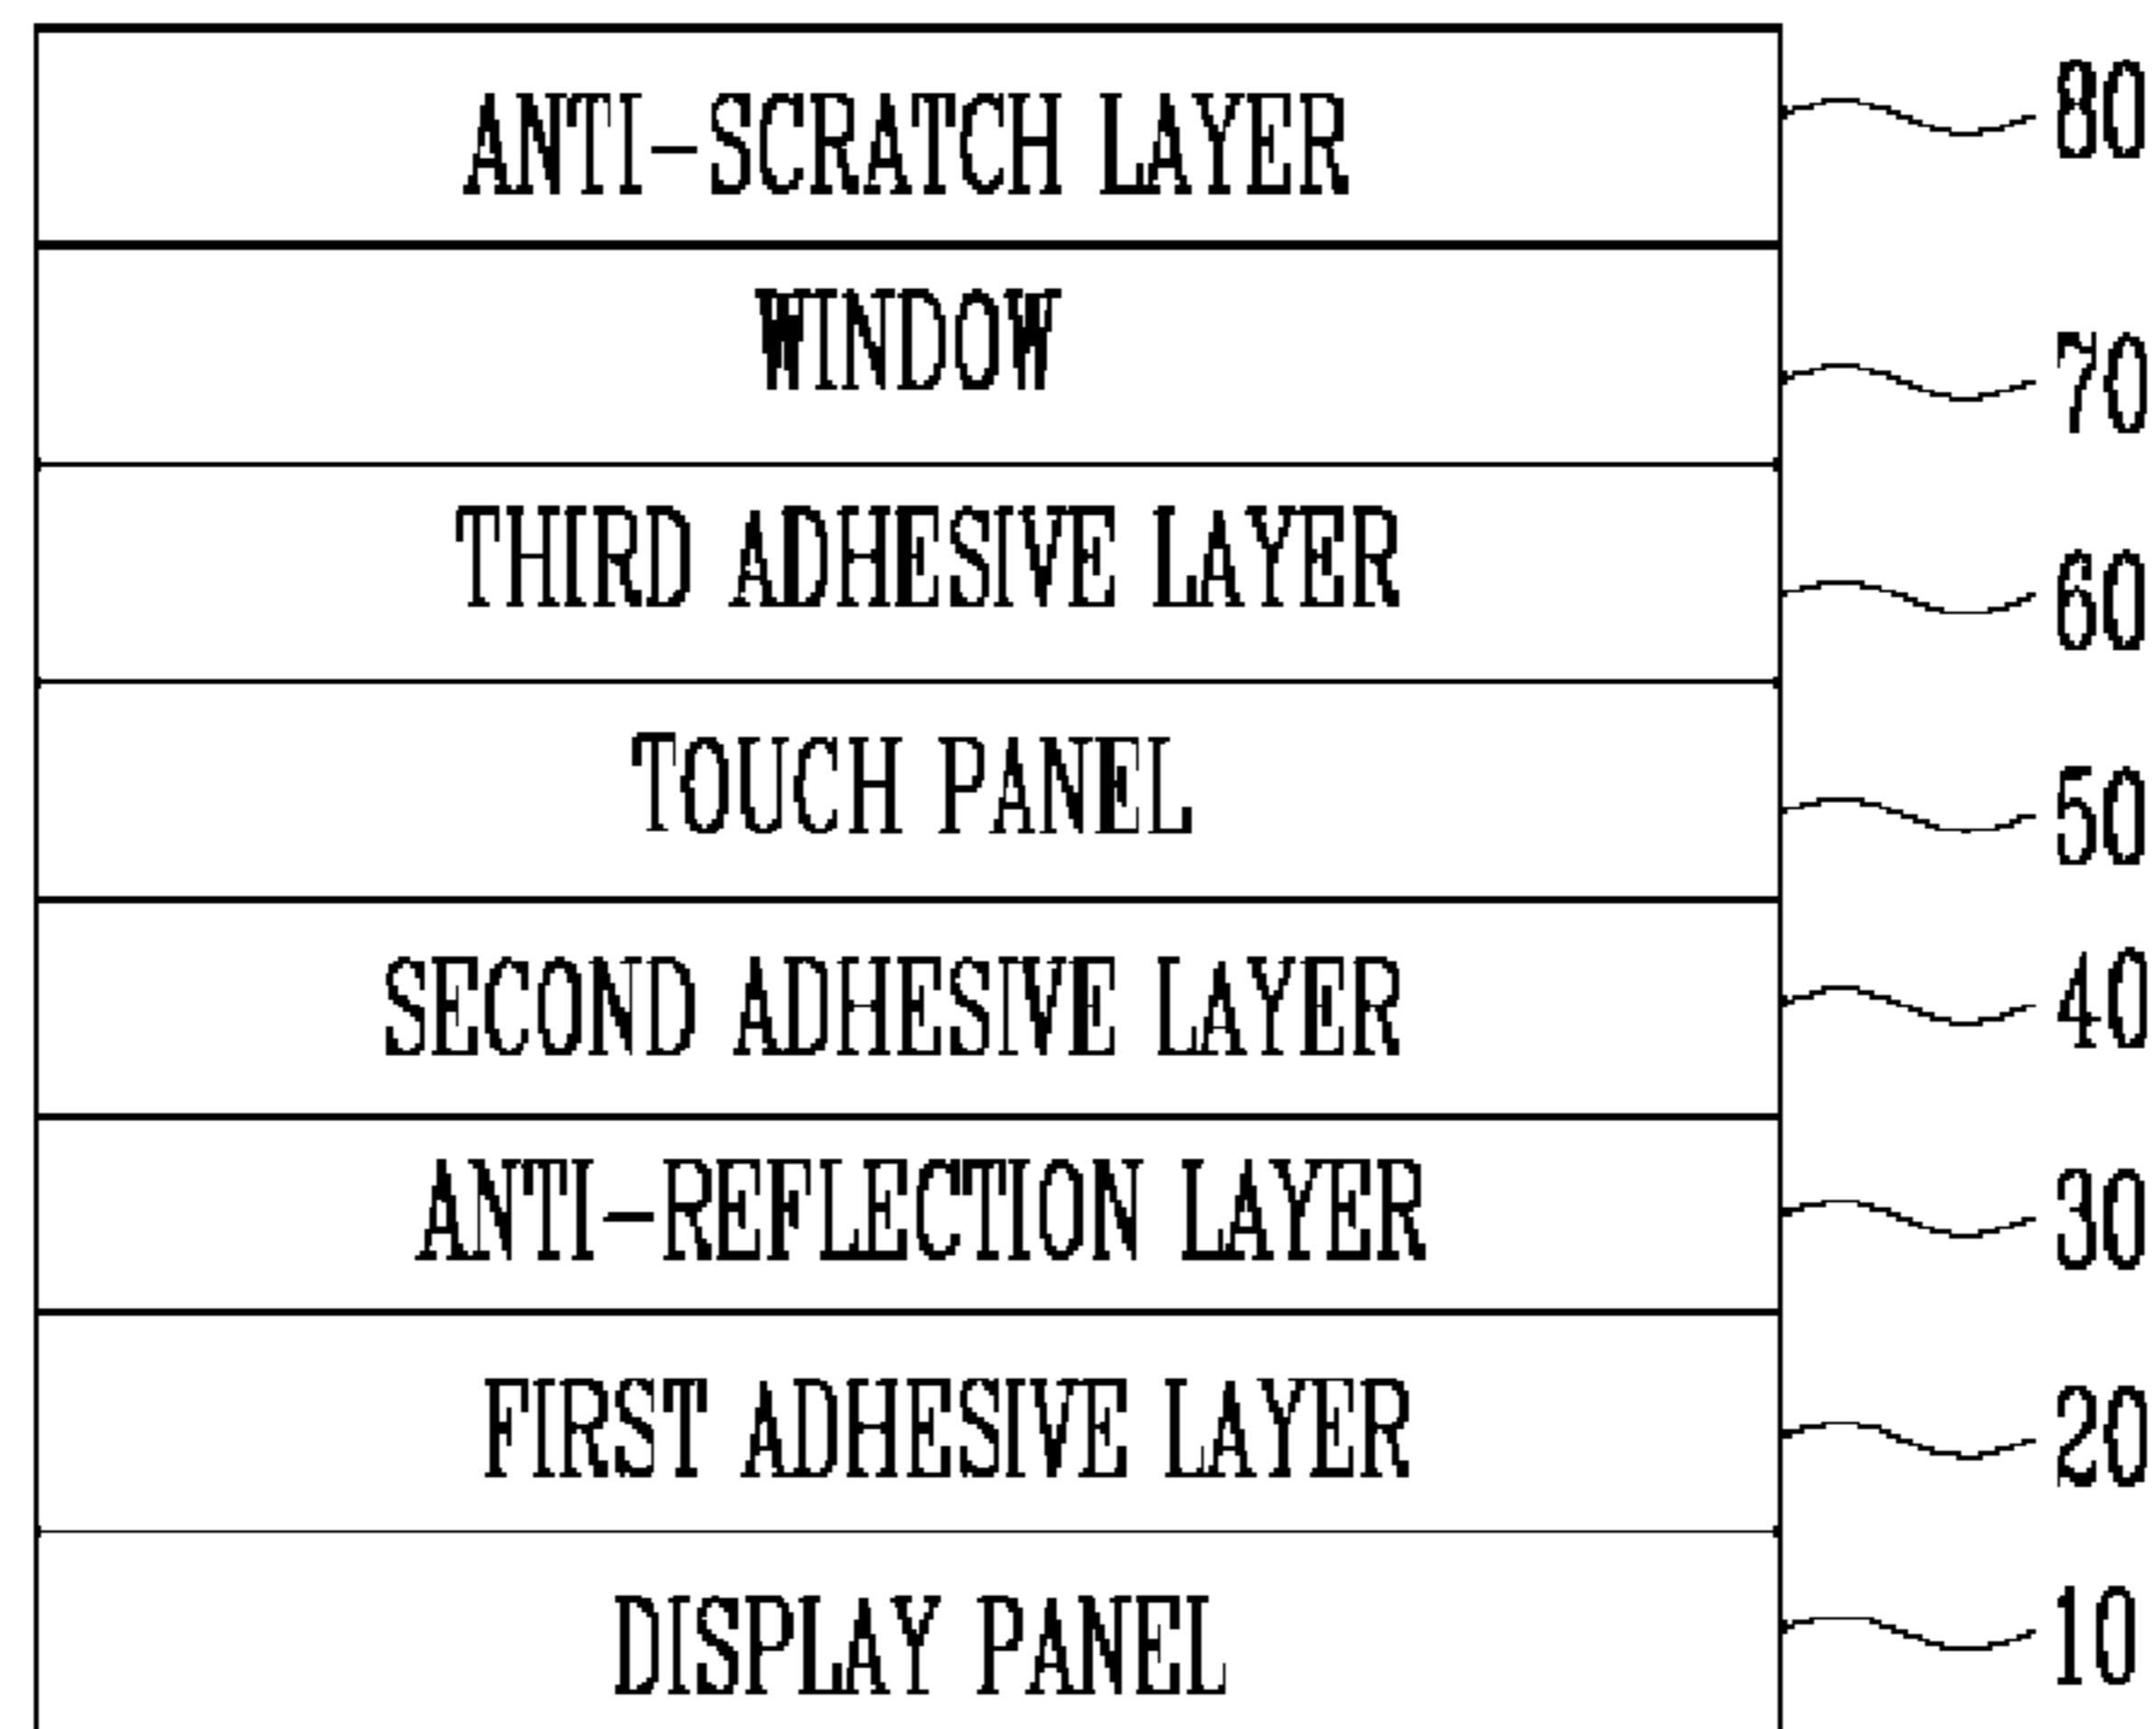 ANTI-SCRATCH LAYER 80
WINDOW 70
THIRD ADHESIVE LAYER 60
TOUCH PANEL 50
SECOND ADHESIVE LAYER 40
ANTI-REFLECTION LAYER 30
FIRST ADHESIVE LAYER 20
DISPLAY PANEL 10